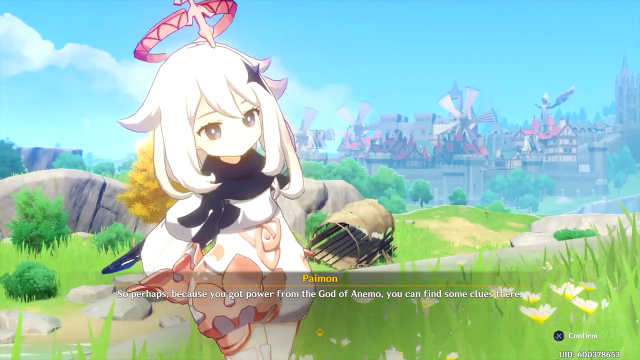 Paimon
So perhaps, because you got power from the God of Anemo, you can find some clues there.
Confirm
UID. 600378653